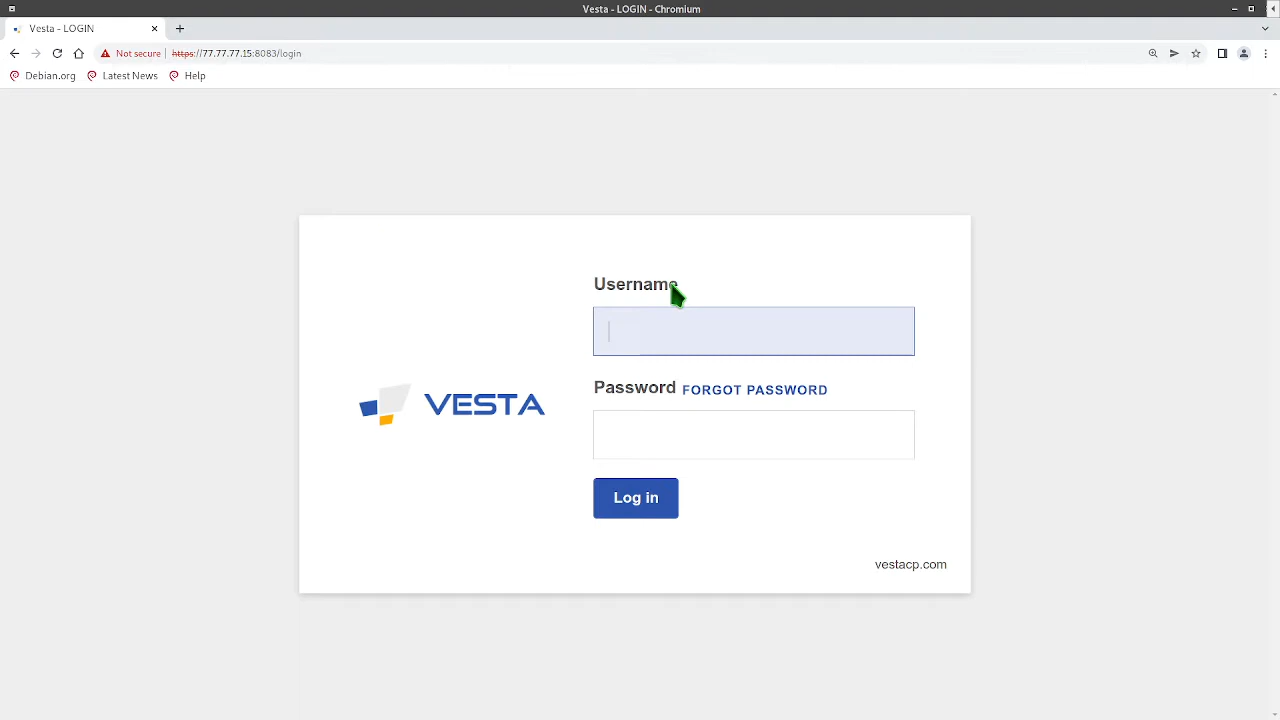 Vesta - LOGIN - Chromium
Vesta - LOGIN
Not secure https://77.77.77.15:8083/login
Debian.org Latest News Help
Username
Password FORGOT PASSWORD
VESTA
Log in
vestacp.com